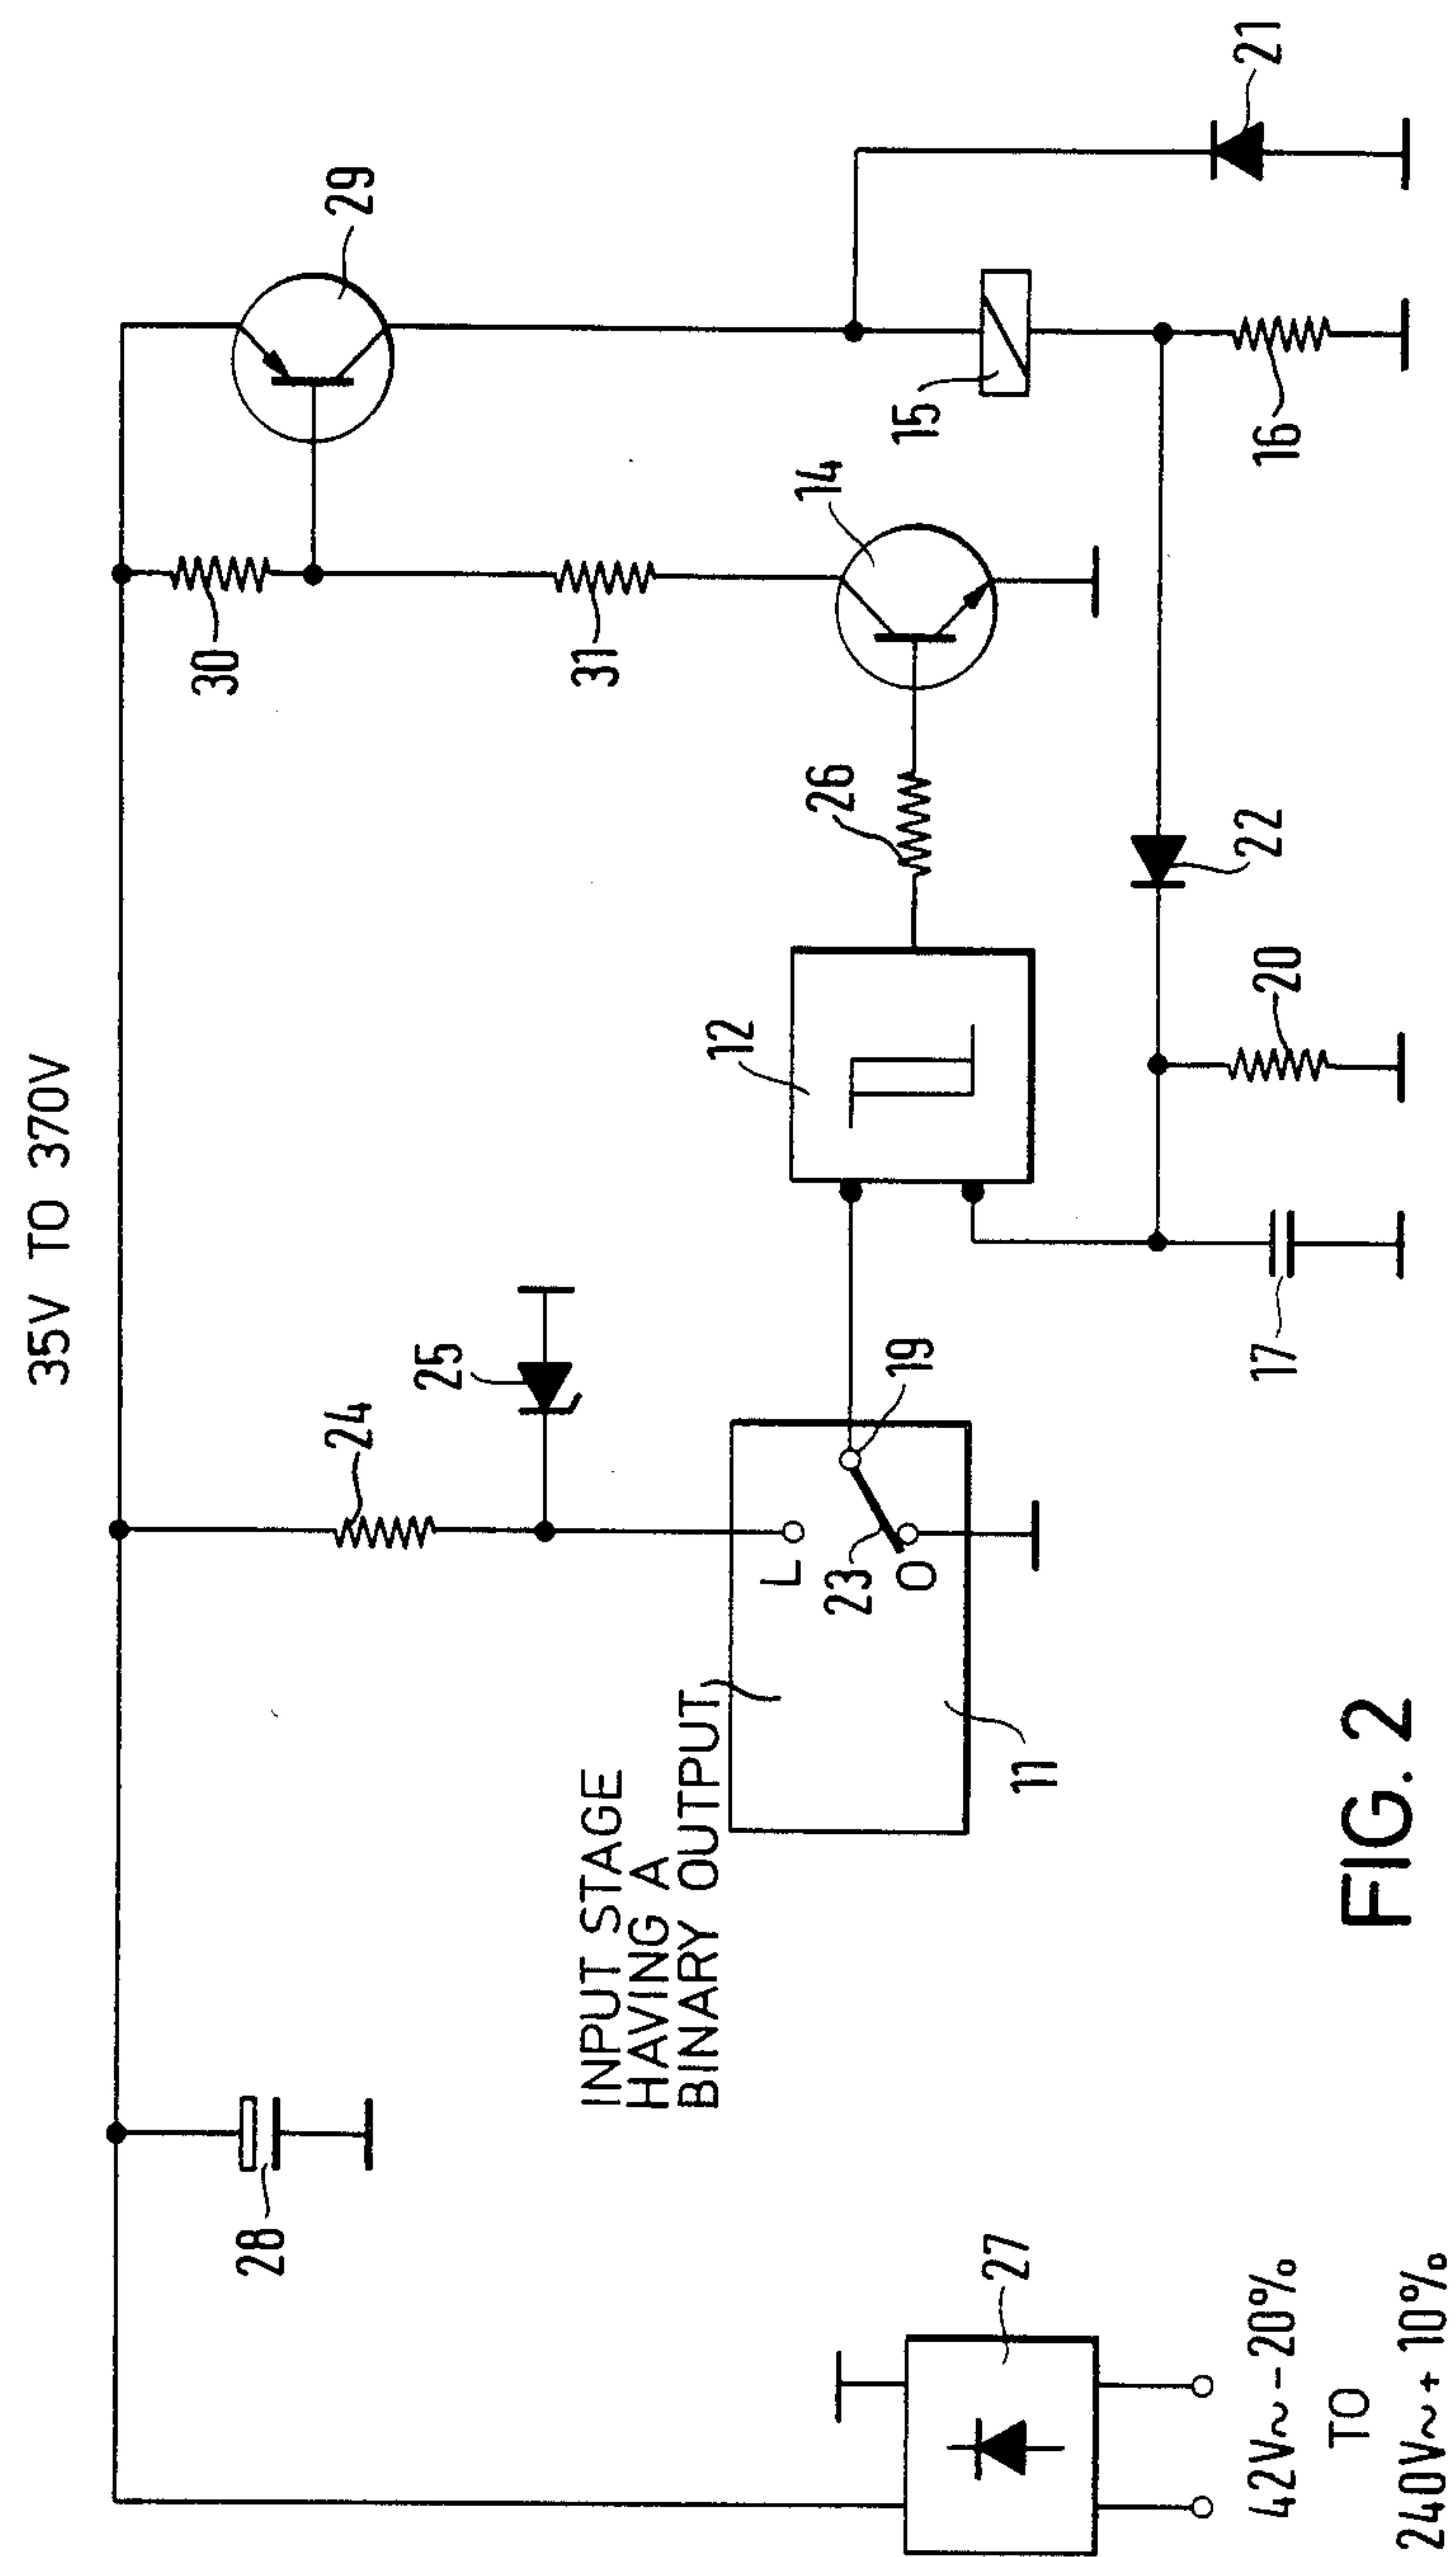 35V TO 370V
29
30
31
14
15
21
16
26
22
12
20
24
25
19
17
L
23
O
INPUT STAGE
HAVING A
BINARY OUTPUT
11
28
27
42V~-20%
TO
240V~+10%
FIG. 2